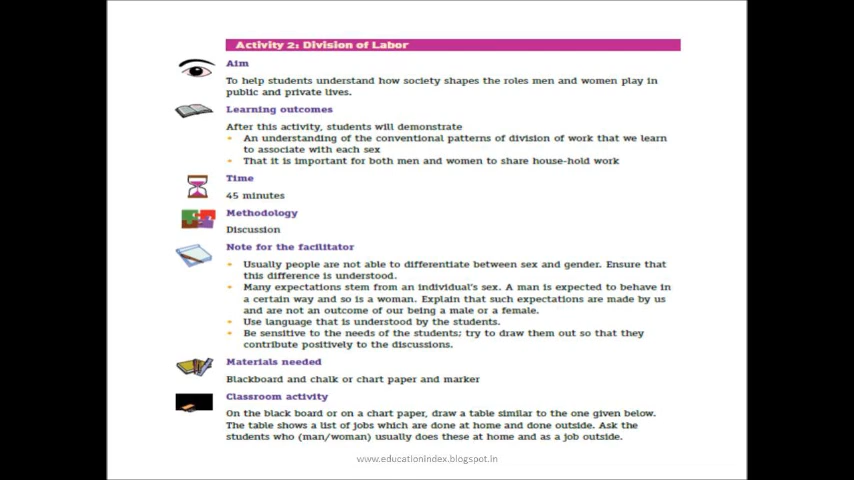 Activity 2: Division of Labor
Aim
To help students understand how society shapes the roles men and women play in
public and private lives.
Learning outcomes
After this activity, students will demonstrate
• An understanding of the conventional patterns of division of work that we learn
to associate with each sex
• That it is important for both men and women to share house-hold work
Time
45 minutes
Methodology
Discussion
Note for the facilitator
• Usually people are not able to differentiate between sex and gender. Ensure that
this difference is understood.
• Many expectations stem from an individual's sex. A man is expected to behave in
a certain way and so is a woman. Explain that such expectations are made by us
and are not an outcome of our being a male or a female.
• Use language that is understood by the students.
• Be sensitive to the needs of the students; try to draw them out so that they
contribute positively to the discussions.
Materials needed
Blackboard and chalk or chart paper and marker
Classroom activity
On the black board or on a chart paper, draw a table similar to the one given below.
The table shows a list of jobs which are done at home and done outside. Ask the
students who (man/woman) usually does these at home and as a job outside.
www.educationindex.blogspot.in